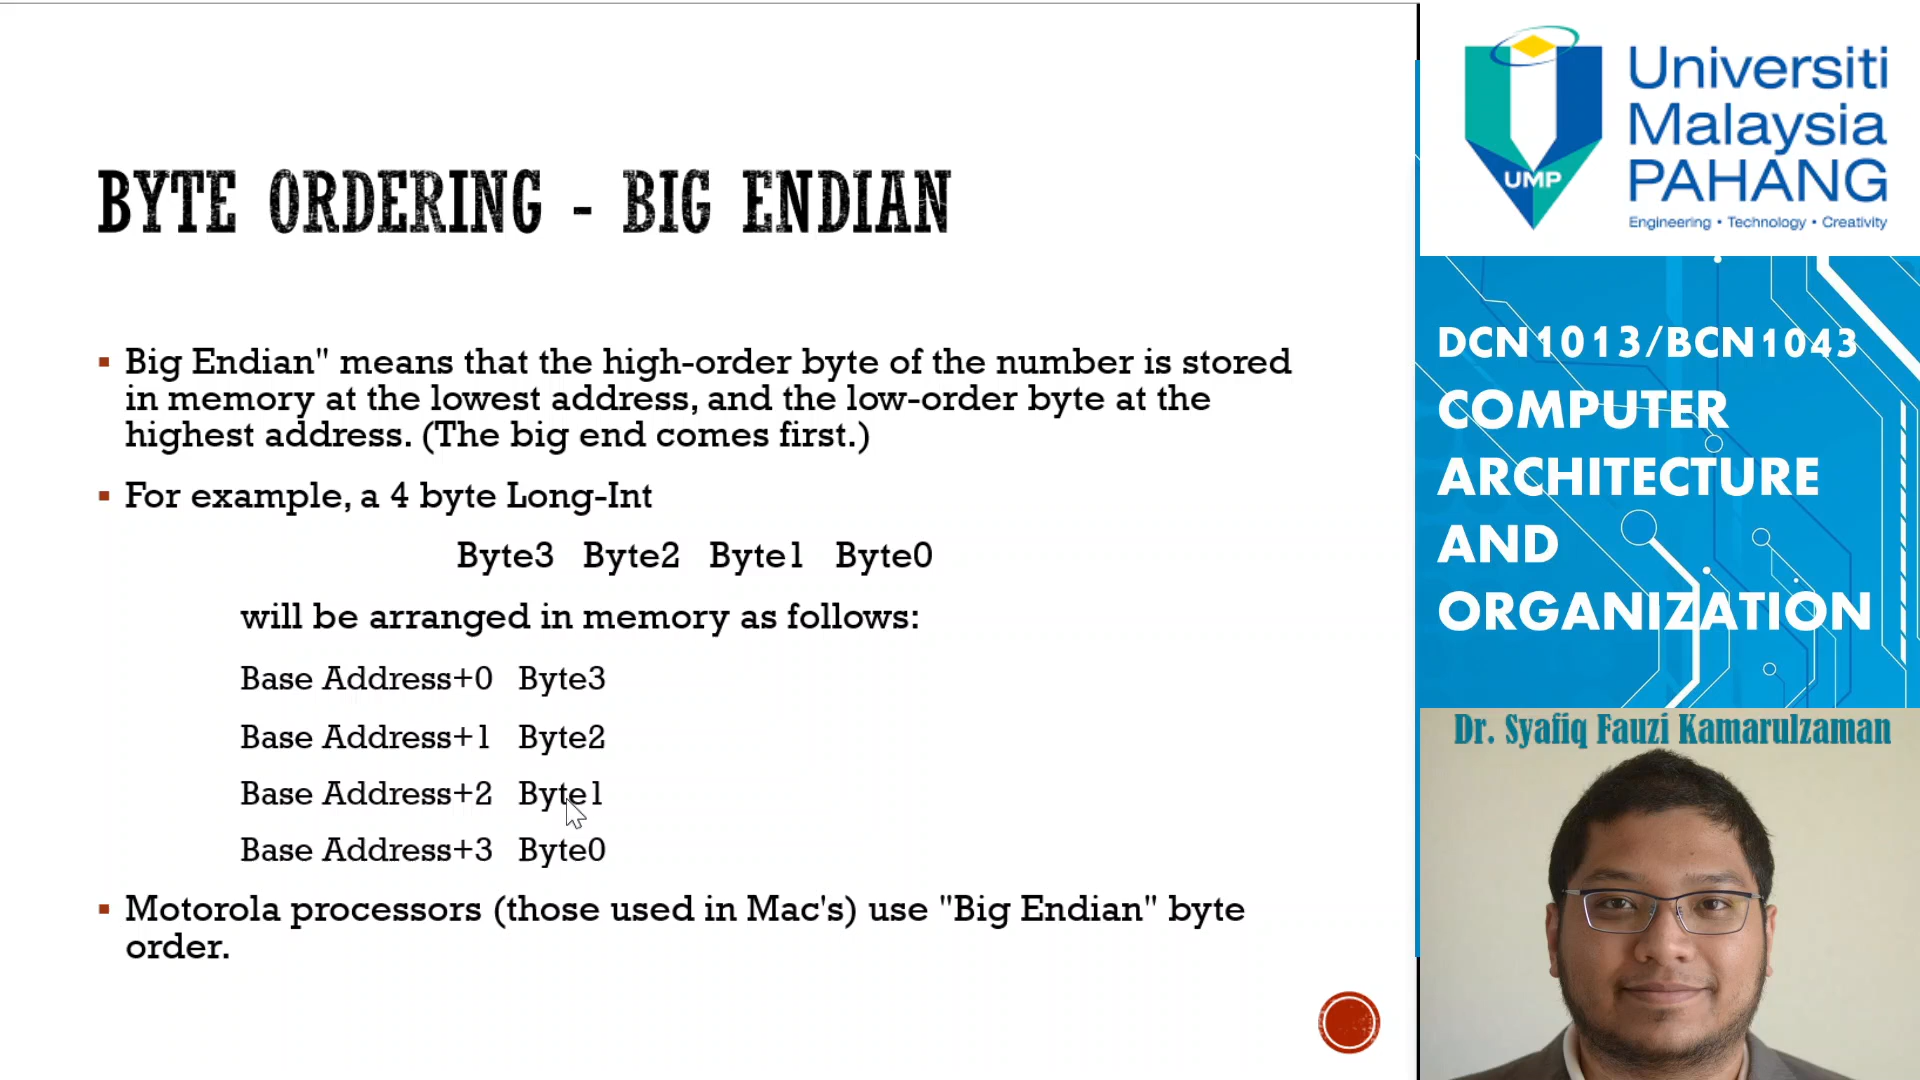 BYTE ORDERING - BIG ENDIAN
▪ Big Endian" means that the high-order byte of the number is stored
in memory at the lowest address, and the low-order byte at the
highest address. (The big end comes first.)
▪ For example, a 4 byte Long-Int
Byte3 Byte2 Byte1 Byte0
will be arranged in memory as follows:
Base Address+0 Byte3
Base Address+1 Byte2
Base Address+2 Byte1
Base Address+3 Byte0
▪ Motorola processors (those used in Mac's) use "Big Endian" byte
order.
UMP
Universiti
Malaysia
PAHANG
Engineering • Technology • Creativity
DCN1013/BCN1043
COMPUTER
ARCHITECTURE
AND
ORGANIZATION
Dr. Syafiq Fauzi Kamarulzaman